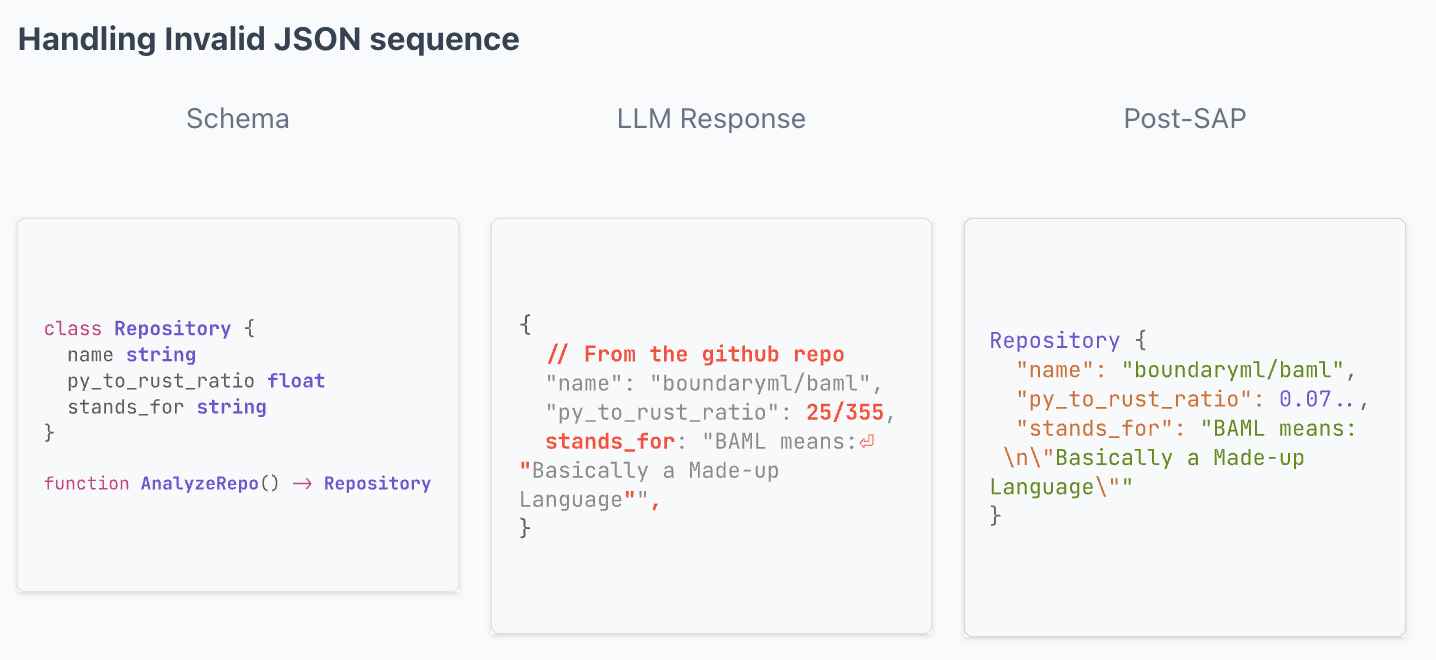 Handling Invalid JSON sequence
Schema
LLM Response
Post-SAP
class Repository {
  name string
  py_to_rust_ratio float
  stands_for string
}
function AnalyzeRepo() → Repository
{
  // From the github repo
  "name": "boundaryml/baml",
  "py_to_rust_ratio": 25/355,
  stands_for: "BAML means:⏎
"Basically a Made-up
Language"",
}
Repository {
  "name": "boundaryml/baml",
  "py_to_rust_ratio": 0.07..,
  "stands_for": "BAML means:
 \n\"Basically a Made-up
Language\""
}